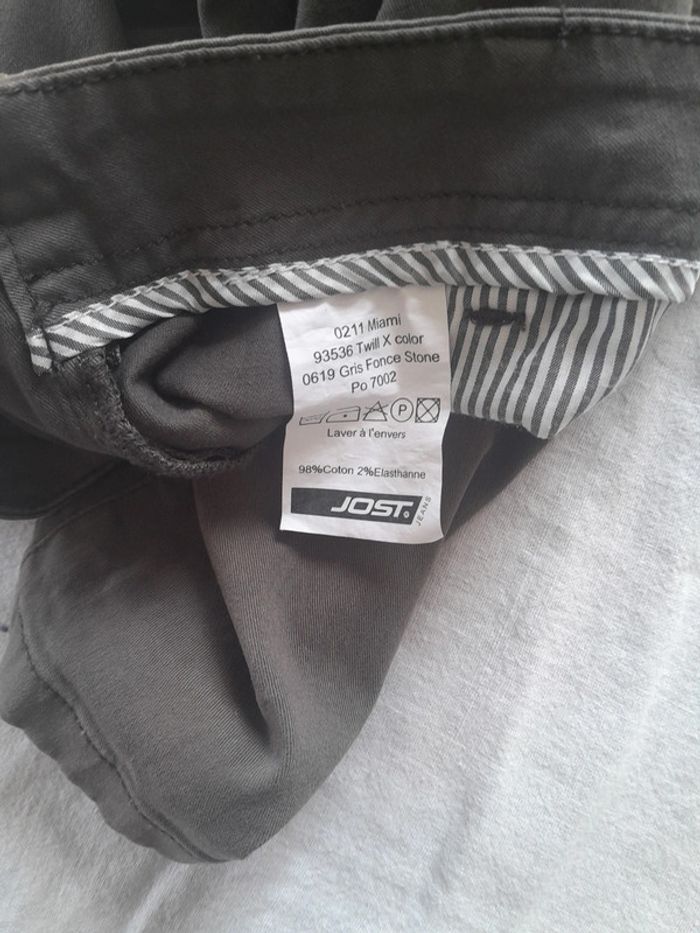 0211 Miami
93536 Twill X color
0619 Gris Fonce Stone
Po 7002
P
Laver à l'envers
98%Coton 2%Elasthanne
JOST
JEANS